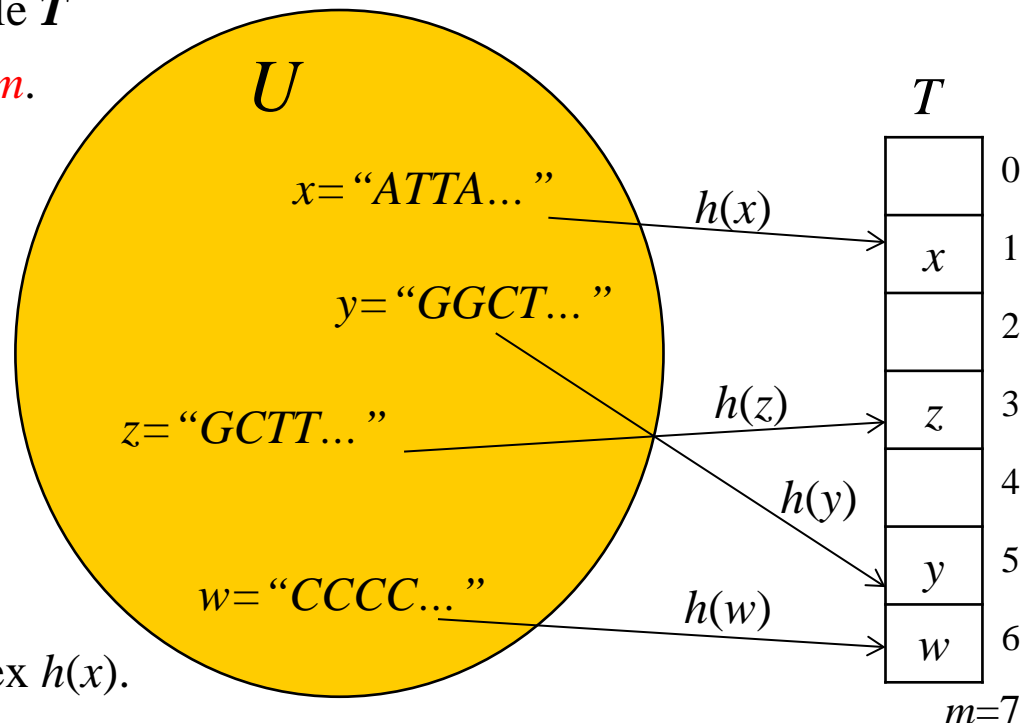 le T
n.
U
T
0
x=“ATTA…”
h(x)
x
1
y=“GGCT…”
2
z=“GCTT…”
h(z)
z
3
4
h(y)
y
5
w=“CCCC…”
h(w)
w
6
ex h(x).
m=7